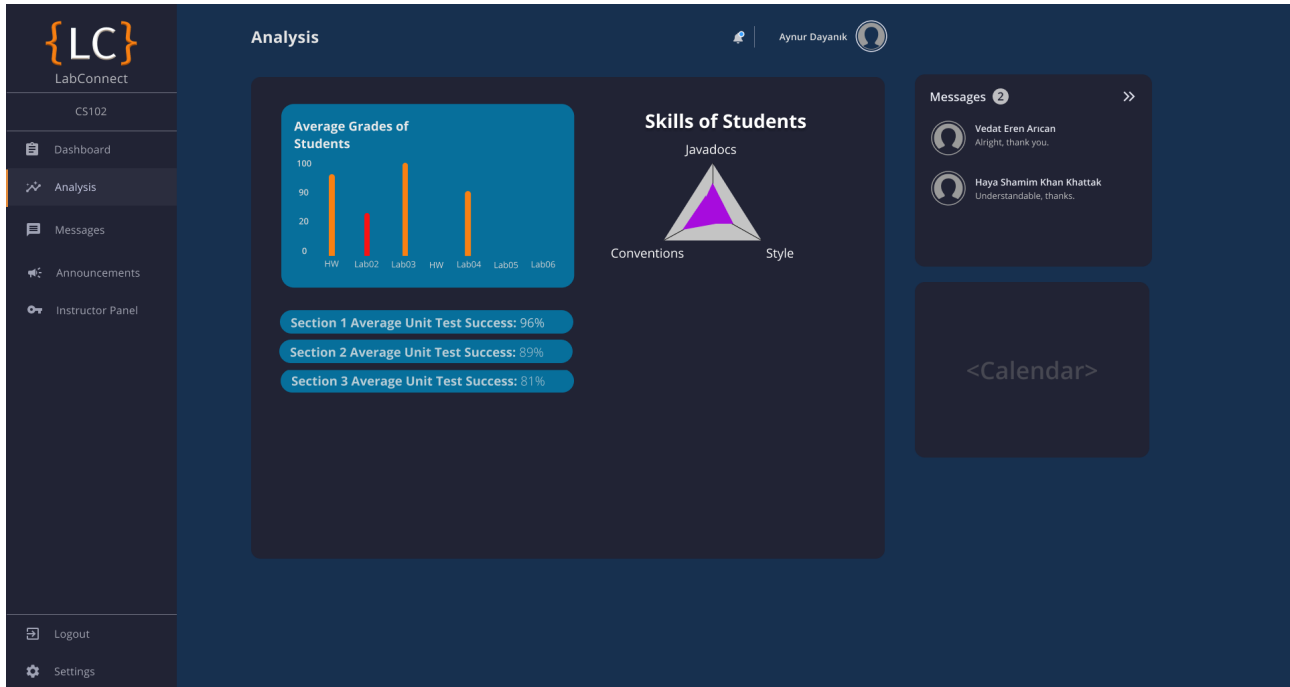 {LC}
LabConnect
CS102
Dashboard
Analysis
Messages
Announcements
Instructor Panel
Logout
Settings
Analysis
Aynur Dayanık
Average Grades of
Students
100
90
20
0
HW Lab02 Lab03 HW Lab04 Lab05 Lab06
Section 1 Average Unit Test Success: 96%
Section 2 Average Unit Test Success: 89%
Section 3 Average Unit Test Success: 81%
Skills of Students
Javadocs
Conventions Style
Messages 2
Vedat Eren Arıcan
Alright, thank you.
Haya Shamim Khan Khattak
Understandable, thanks.
<Calendar>